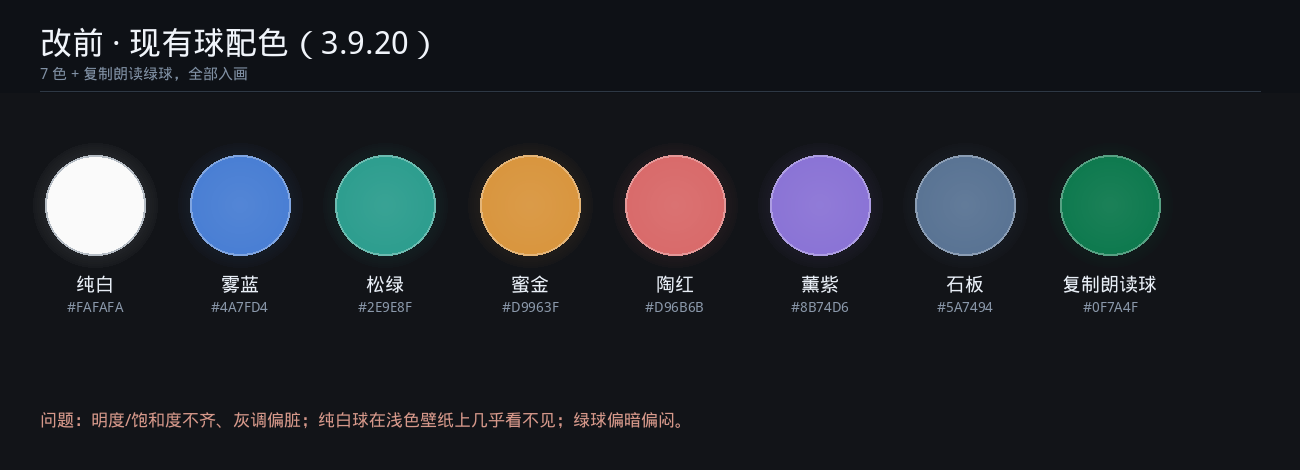 改前 · 现有球配色（3.9.20）
7 色 + 复制朗读绿球，全部入画
纯白
雾蓝
松绿
蜜金
陶红
薰紫
石板
复制朗读球
#FAFAFA
#4A7FD4
#2E9E8F
#D9963F
#D96B6B
#8B74D6
#5A7494
#0F7A4F
问题：明度/饱和度不齐、灰调偏脏；纯白球在浅色壁纸上几乎看不见；绿球偏暗偏闷。